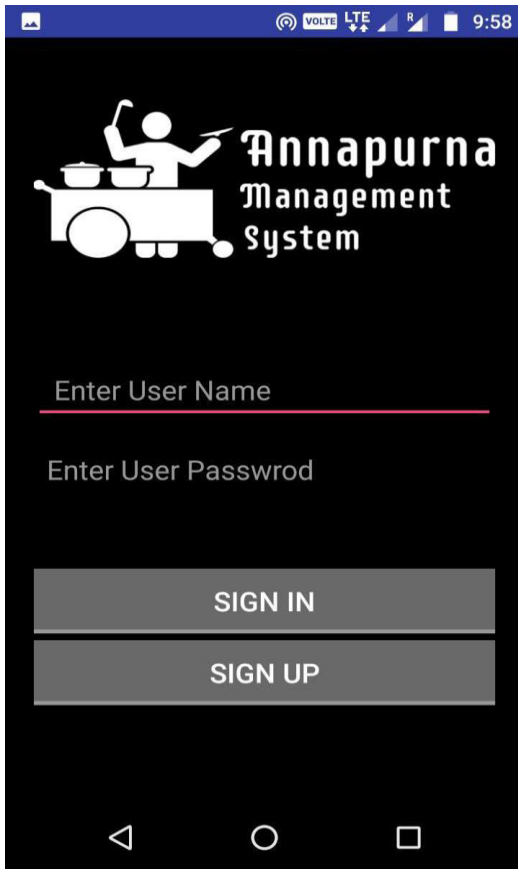 VOLTE LTE R 9:58
Annapurna
Management
System
Enter User Name
Enter User Passwrod
SIGN IN
SIGN UP